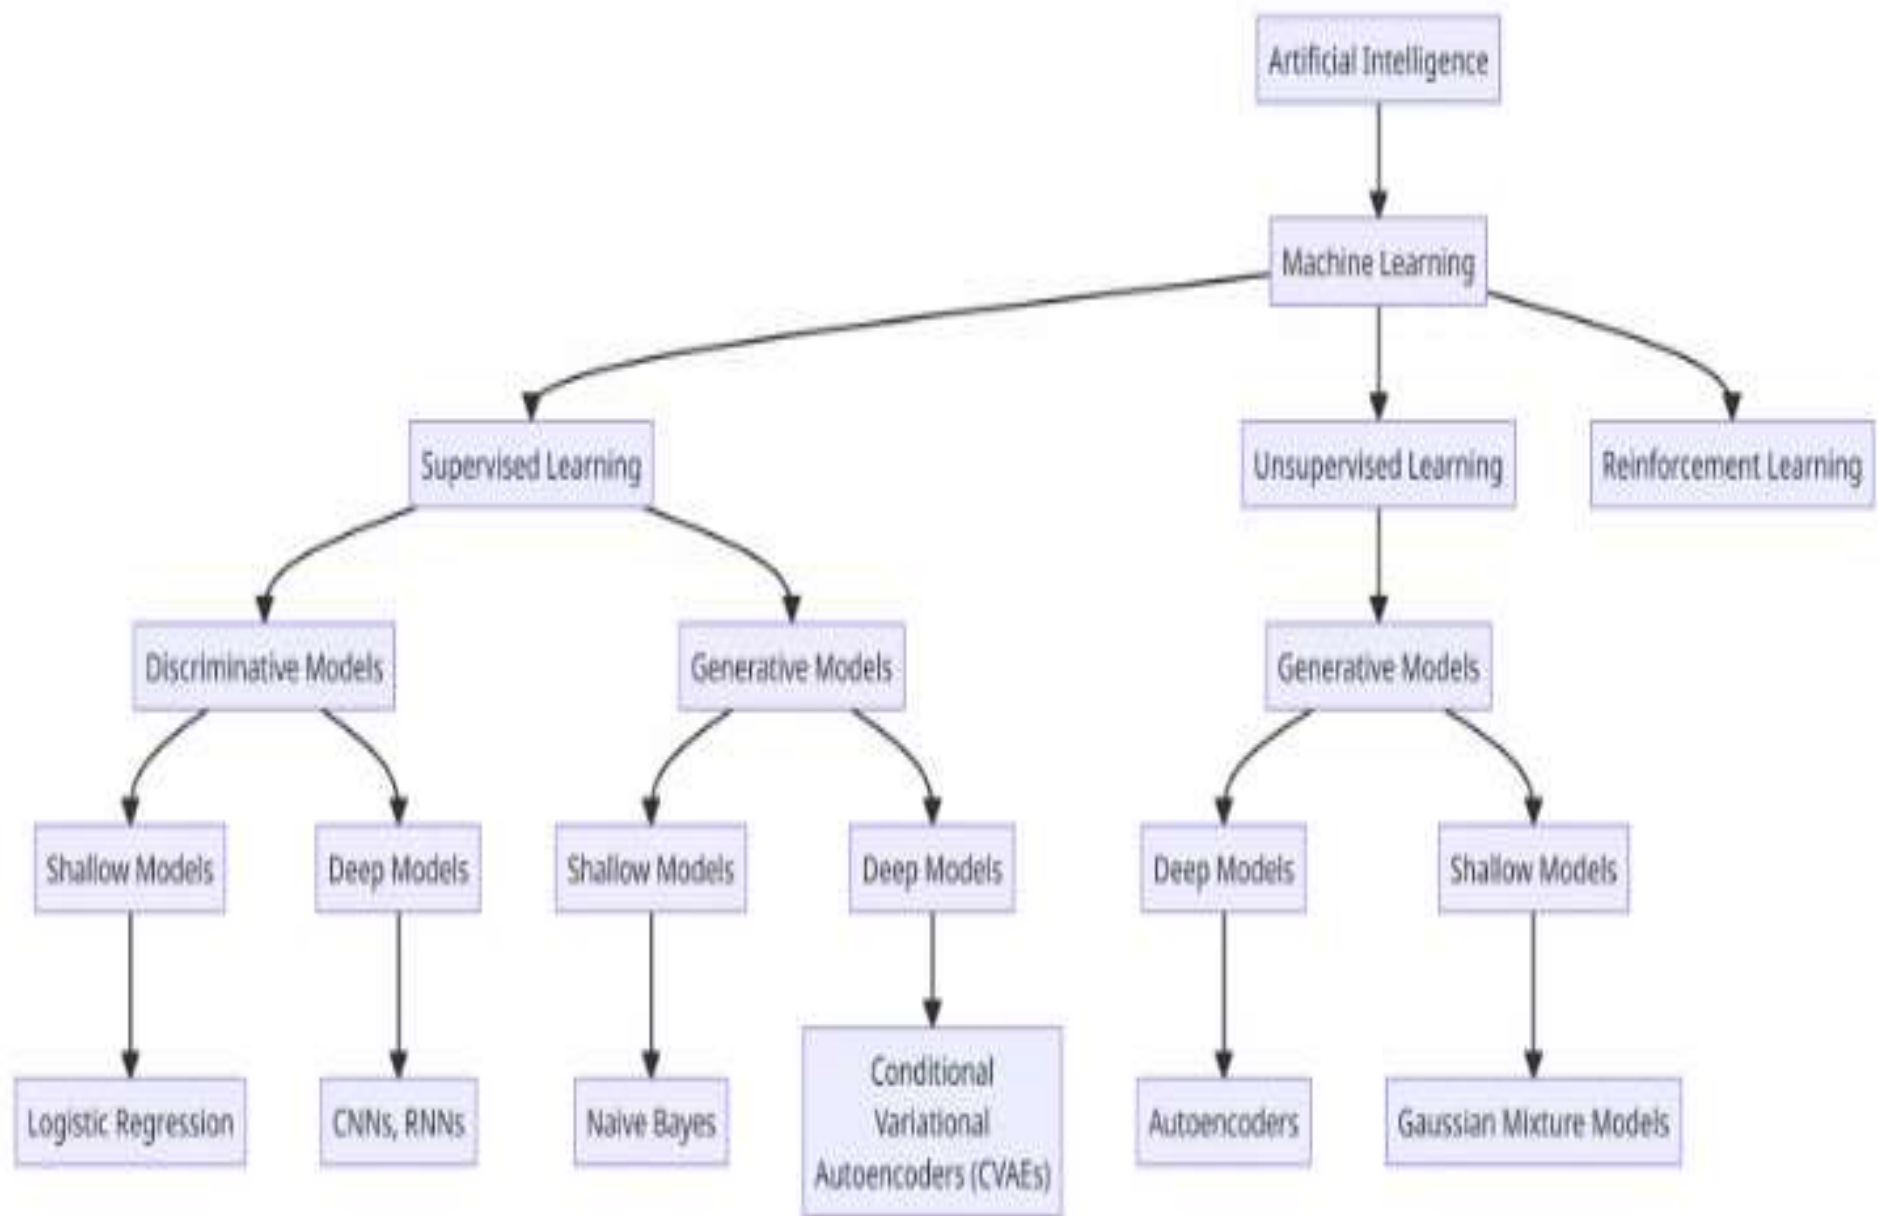 Artificial Intelligence
Machine Learning
Supervised Learning
Unsupervised Learning
Reinforcement Learning
Discriminative Models
Generative Models
Generative Models
Shallow Models
Deep Models
Shallow Models
Deep Models
Deep Models
Shallow Models
Logistic Regression
CNNs, RNNs
Naive Bayes
Conditional
Variational
Autoencoders (CVAEs)
Autoencoders
Gaussian Mixture Models